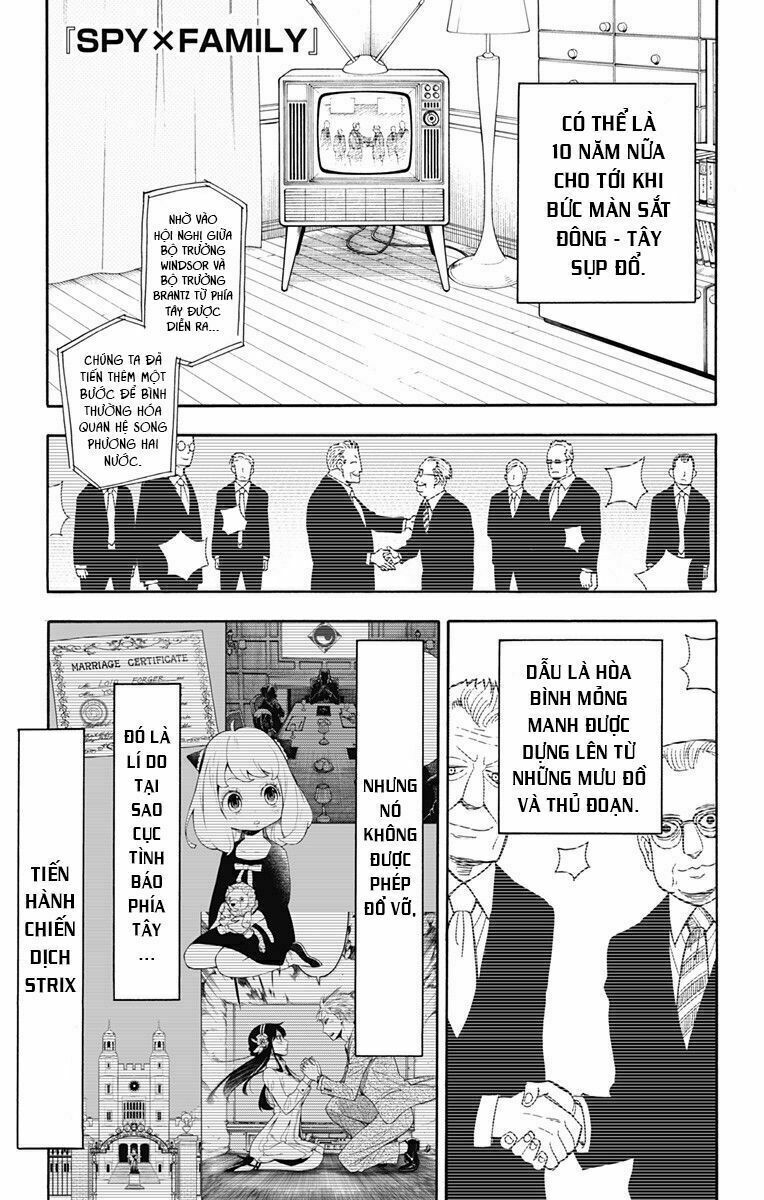 『SPY×FAMILY』
CÓ THỂ LÀ
10 NĂM NỮA
CHO TỚI KHI
BỨC MÀN SẮT
ĐÔNG - TÂY
SỤP ĐỔ.
NHỜ VÀO
HỘI NGHỊ GIỮA
BỘ TRƯỞNG
WINDSOR VÀ
BỘ TRƯỞNG
BRANTZ TỪ PHÍA
TÂY ĐƯỢC
DIỄN RA...
CHÚNG TA ĐÃ
TIẾN THÊM MỘT
BƯỚC ĐỂ BÌNH
THƯỜNG HÓA
QUAN HỆ SONG
PHƯƠNG HAI
NƯỚC.
DẪU LÀ HÒA
BÌNH MỎNG
MANH ĐƯỢC
DỰNG LÊN TỪ
NHỮNG MƯU ĐỒ
VÀ THỦ ĐOẠN.
NHƯNG
NÓ KHÔNG
ĐƯỢC
PHÉP
ĐỔ VỠ,
MARRIAGE CERTIFICATE
LOID FORGER
ĐÓ LÀ
LÍ DO
TẠI
SAO
CỤC
TÌNH
BÁO
PHÍA
TÂY
...
TIẾN
HÀNH
CHIẾN
DỊCH
STRIX